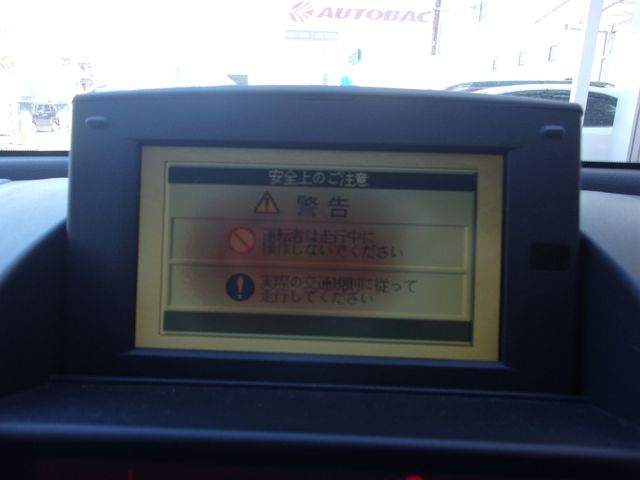 AUTOBAC
安全上のご注意
警告
運転者は走行中に
操作しないでください
実際の交通規則に従って
走行してください